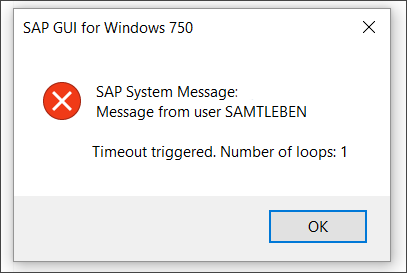 SAP GUI for Windows 750
SAP System Message:
Message from user SAMTLEBEN
Timeout triggered. Number of loops: 1
OK